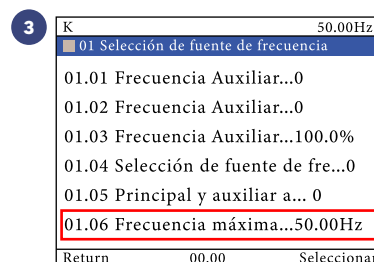 3
K 50.00Hz
01 Selección de fuente de frecuencia
01.01 Frecuencia Auxiliar...0
01.02 Frecuencia Auxiliar...0
01.03 Frecuencia Auxiliar...100.0%
01.04 Selección de fuente de fre...0
01.05 Principal y auxiliar a... 0
01.06 Frecuencia máxima...50.00Hz
Return 00.00 Seleccionar